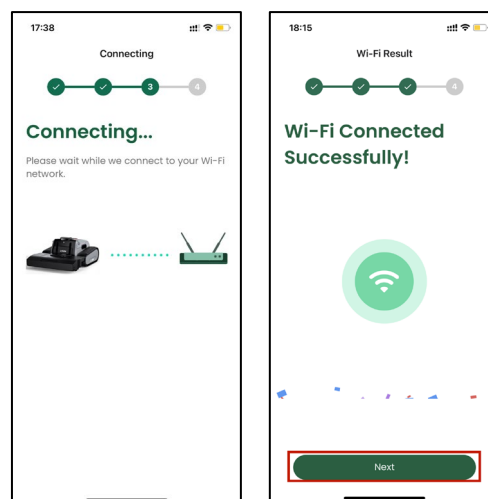 17:38
Connecting
3
4
Connecting...
Please wait while we connect to your Wi-Fi
network.
18:15
Wi-Fi Result
4
Wi-Fi Connected
Successfully!
Next